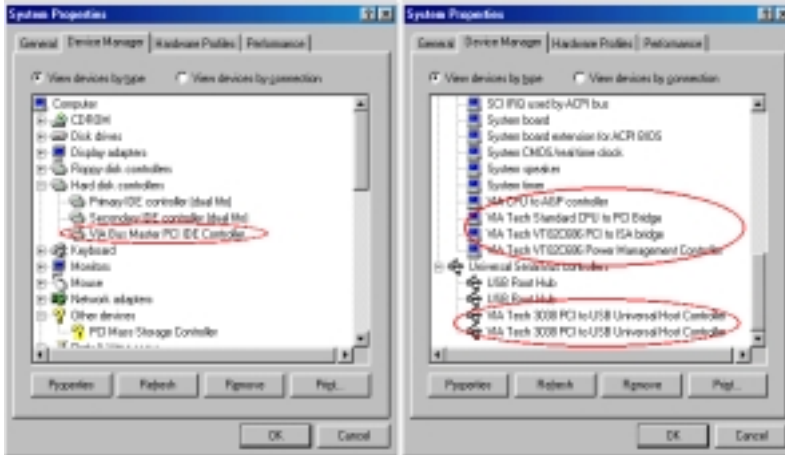 System Properties
General Device Manager Hardware Profiles Performance
View devices by type View devices by connection
Computer
CDROM
Disk drives
Display adapters
Floppy disk controllers
Hard disk controllers
Primary IDE controller (dual fifo)
Secondary IDE controller (dual fifo)
VIA Bus Master PCI IDE Controller
Keyboard
Monitors
Mouse
Network adapters
Other devices
PCI Mass Storage Controller
Properties Refresh Remove Print...
OK Cancel
System Properties
General Device Manager Hardware Profiles Performance
View devices by type View devices by connection
SCI IRQ used by ACPI bus
System board
System board extension for ACPI BIOS
System CMOS/real time clock
System speaker
System timer
VIA CPU to AGP controller
VIA Tech Standard CPU to PCI Bridge
VIA Tech VT82C686 PCI to ISA bridge
VIA Tech VT82C686 Power Management Controller
Universal Serial bus controllers
USB Root Hub
USB Root Hub
VIA Tech 3038 PCI to USB Universal Host Controller
VIA Tech 3038 PCI to USB Universal Host Controller
Properties Refresh Remove Print...
OK Cancel